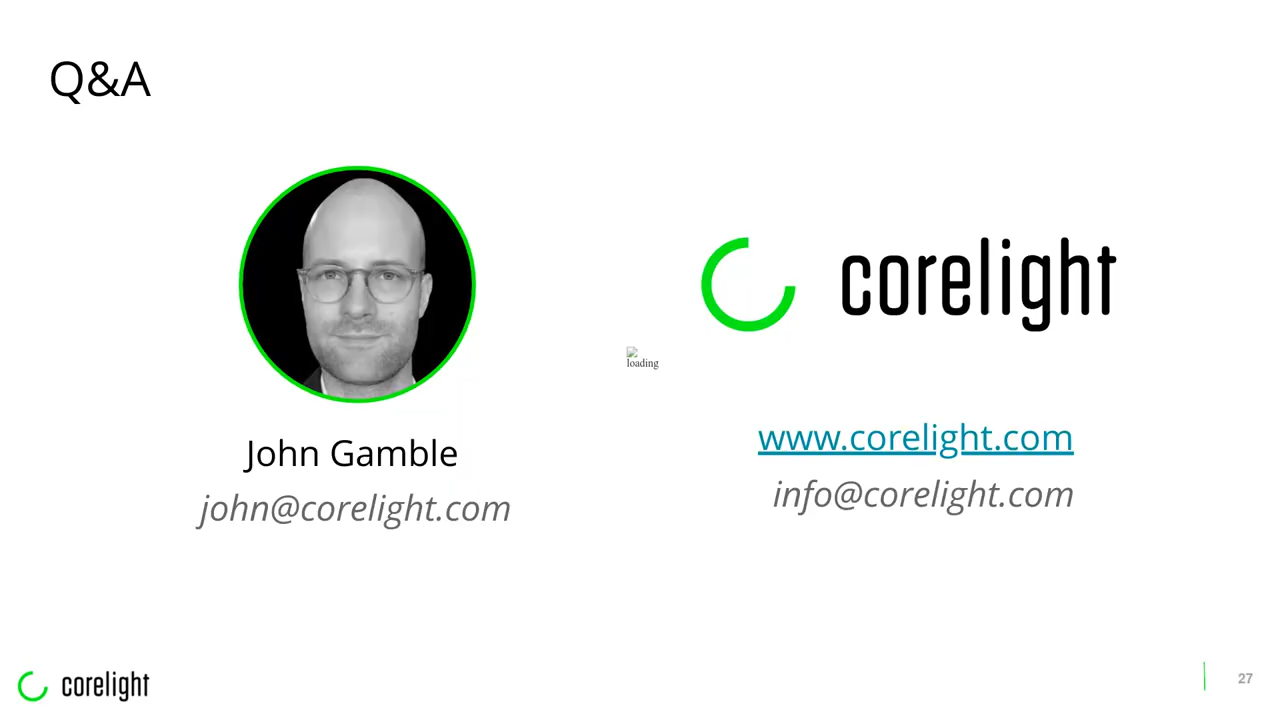 Q&A
corelight
loading
John Gamble
www.corelight.com
john@corelight.com
info@corelight.com
corelight
27